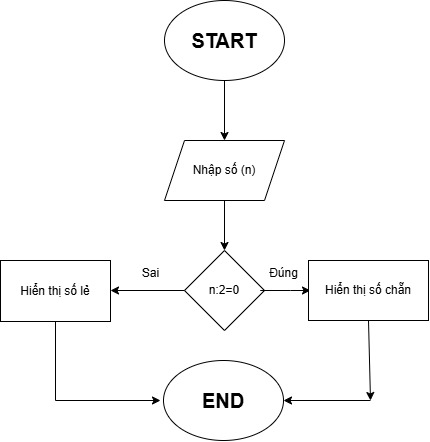 START
Nhập số (n)
Sai
Đúng
Hiển thị số lẻ
n:2=0
Hiển thị số chẵn
END